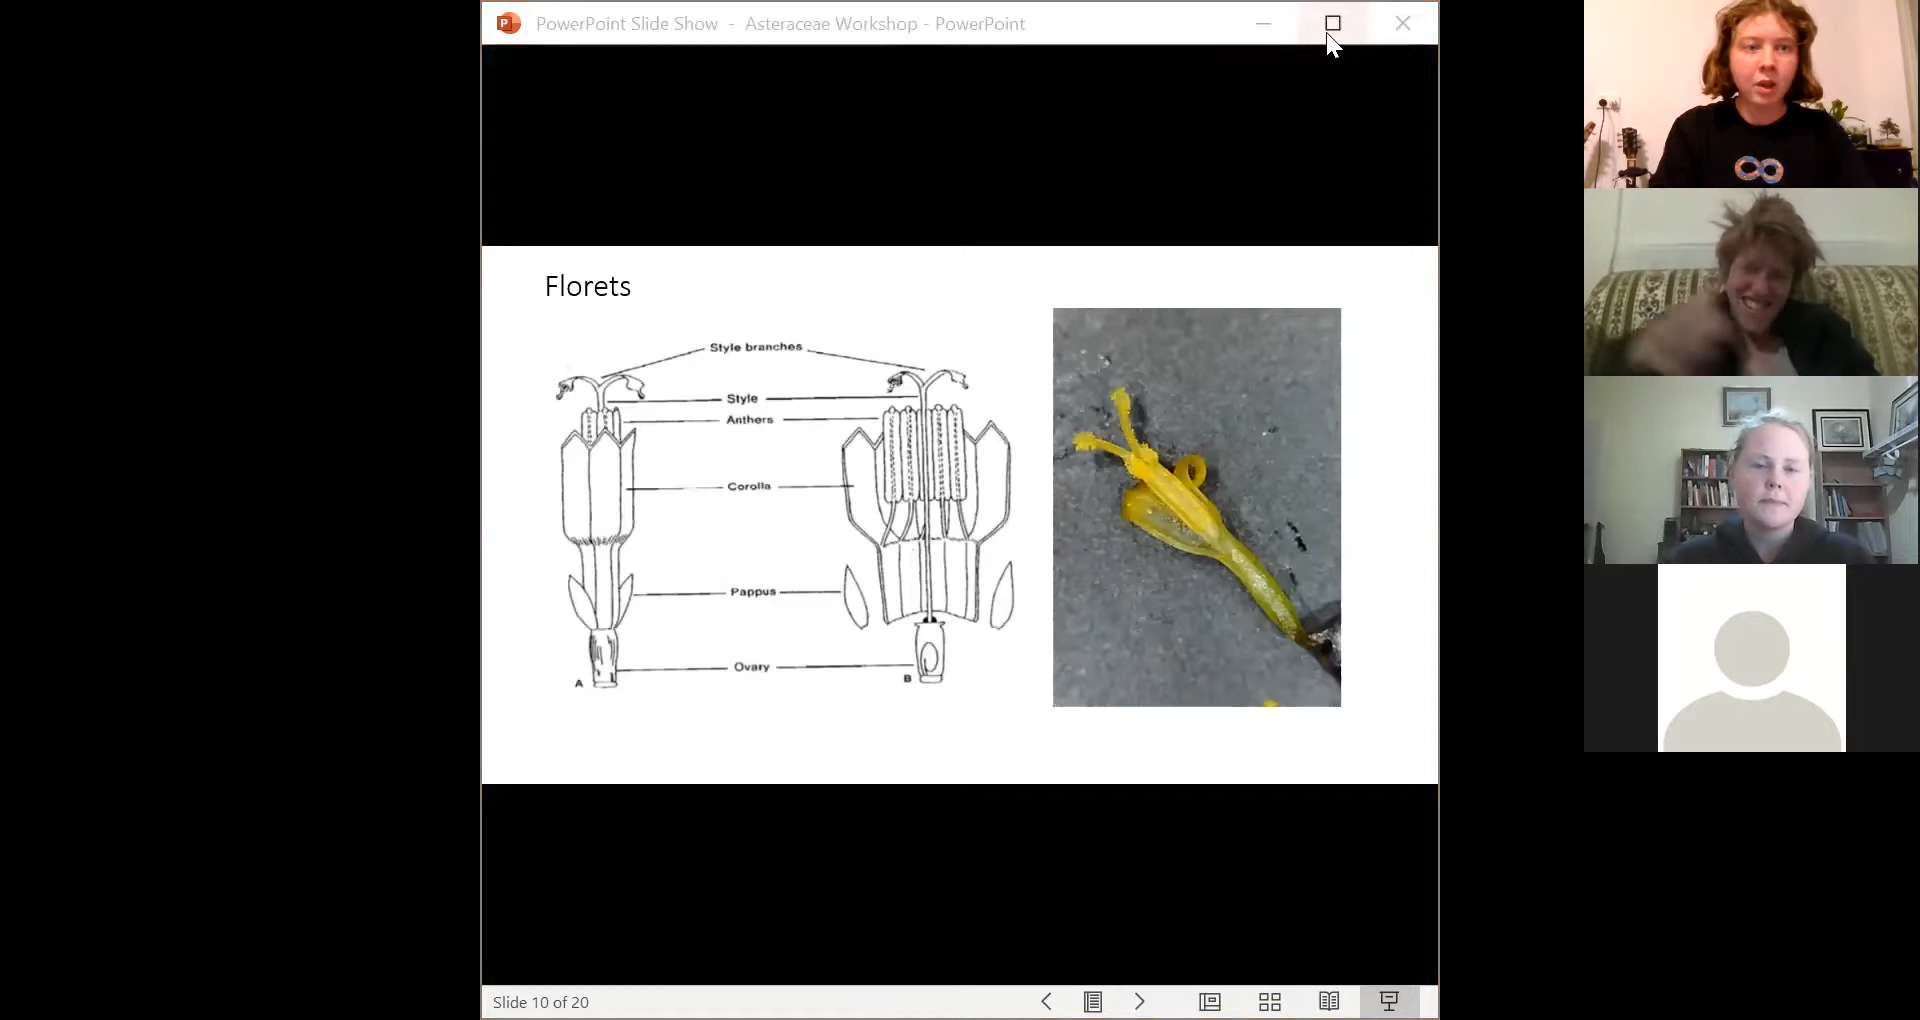 PowerPoint Slide Show - Asteraceae Workshop - PowerPoint
Florets
Style branches
Style
Anthers
Corolla
Pappus
Ovary
A
B
Slide 10 of 20